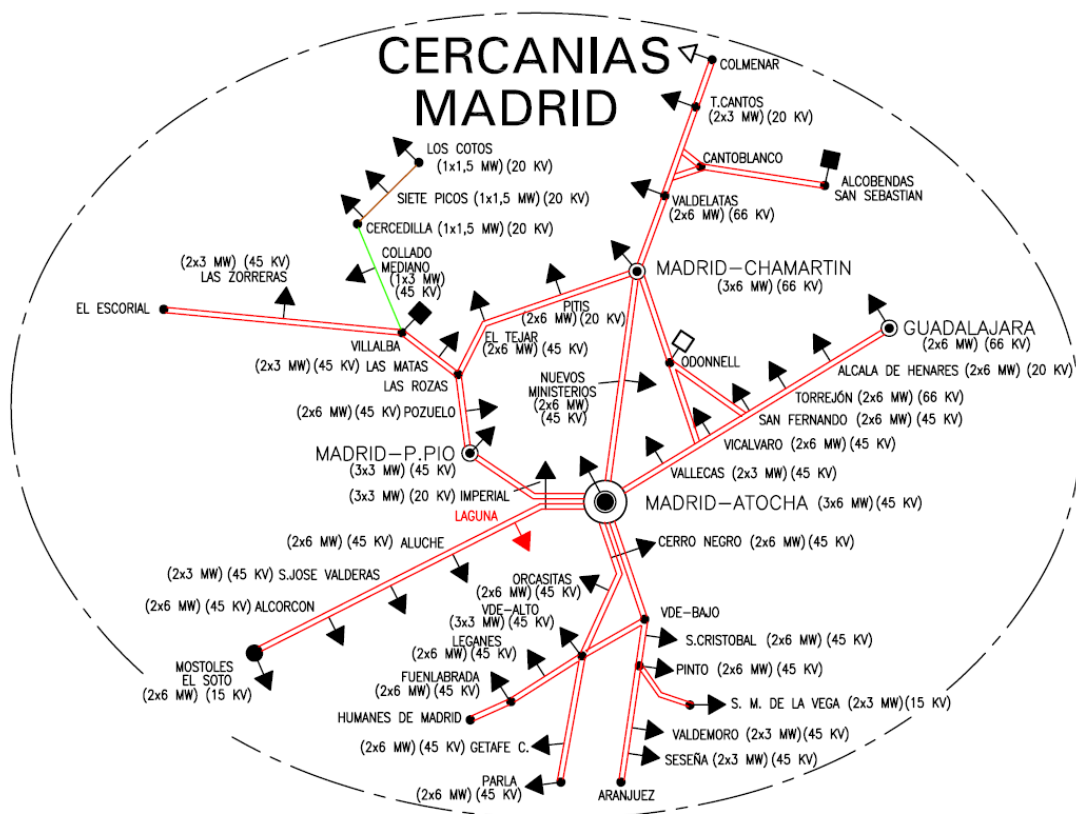 CERCANIAS
MADRID
COLMENAR
T.CANTOS
(2x3 MW)(20 KV)
CANTOBLANCO
ALCOBENDAS
SAN SEBASTIAN
VALDELATAS
(2x6 MW)(66 KV)
LOS COTOS
(1x1,5 MW)(20 KV)
SIETE PICOS (1x1,5 MW)(20 KV)
CERCEDILLA (1x1,5 MW)(20 KV)
COLLADO
MEDIANO
(1x3 MW)
(45 KV)
(2x3 MW) (45 KV)
LAS ZORRERAS
EL ESCORIAL
VILLALBA
(2x3 MW)(45 KV) LAS MATAS
LAS ROZAS
MADRID-CHAMARTIN
(3x6 MW)(66 KV)
PITIS
(2x6 MW)(20 KV)
EL TEJAR
(2x6 MW)(45 KV)
GUADALAJARA
(2x6 MW)(66 KV)
ALCALA DE HENARES (2x6 MW)(20 KV)
TORREJÓN (2x6 MW)(66 KV)
SAN FERNANDO (2x6 MW)(45 KV)
VICALVARO (2x6 MW)(45 KV)
VALLECAS (2x3 MW)(45 KV)
ODONNELL
NUEVOS
MINISTERIOS
(2x6 MW)
(45 KV)
(2x6 MW)(45 KV) POZUELO
MADRID-P.PIO
(3x3 MW)(45 KV)
(3x3 MW)(20 KV) IMPERIAL
LAGUNA
MADRID-ATOCHA (3x6 MW)(45 KV)
(2x6 MW)(45 KV) ALUCHE
(2x3 MW)(45 KV) S.JOSE VALDERAS
(2x6 MW)(45 KV) ALCORCON
MOSTOLES
EL SOTO
(2x6 MW)(15 KV)
CERRO NEGRO (2x6 MW)(45 KV)
ORCASITAS
(2x6 MW)(45 KV)
VDE-ALTO
(3x3 MW)(45 KV)
LEGANES
(2x6 MW)(45 KV)
FUENLABRADA
(2x6 MW)(45 KV)
HUMANES DE MADRID
(2x6 MW)(45 KV) GETAFE C.
PARLA
(2x6 MW)(45 KV)
VDE-BAJO
S.CRISTOBAL (2x6 MW)(45 KV)
PINTO (2x6 MW)(45 KV)
S. M. DE LA VEGA (2x3 MW)(15 KV)
VALDEMORO (2x3 MW)(45 KV)
SESEÑA (2x3 MW)(45 KV)
ARANJUEZ